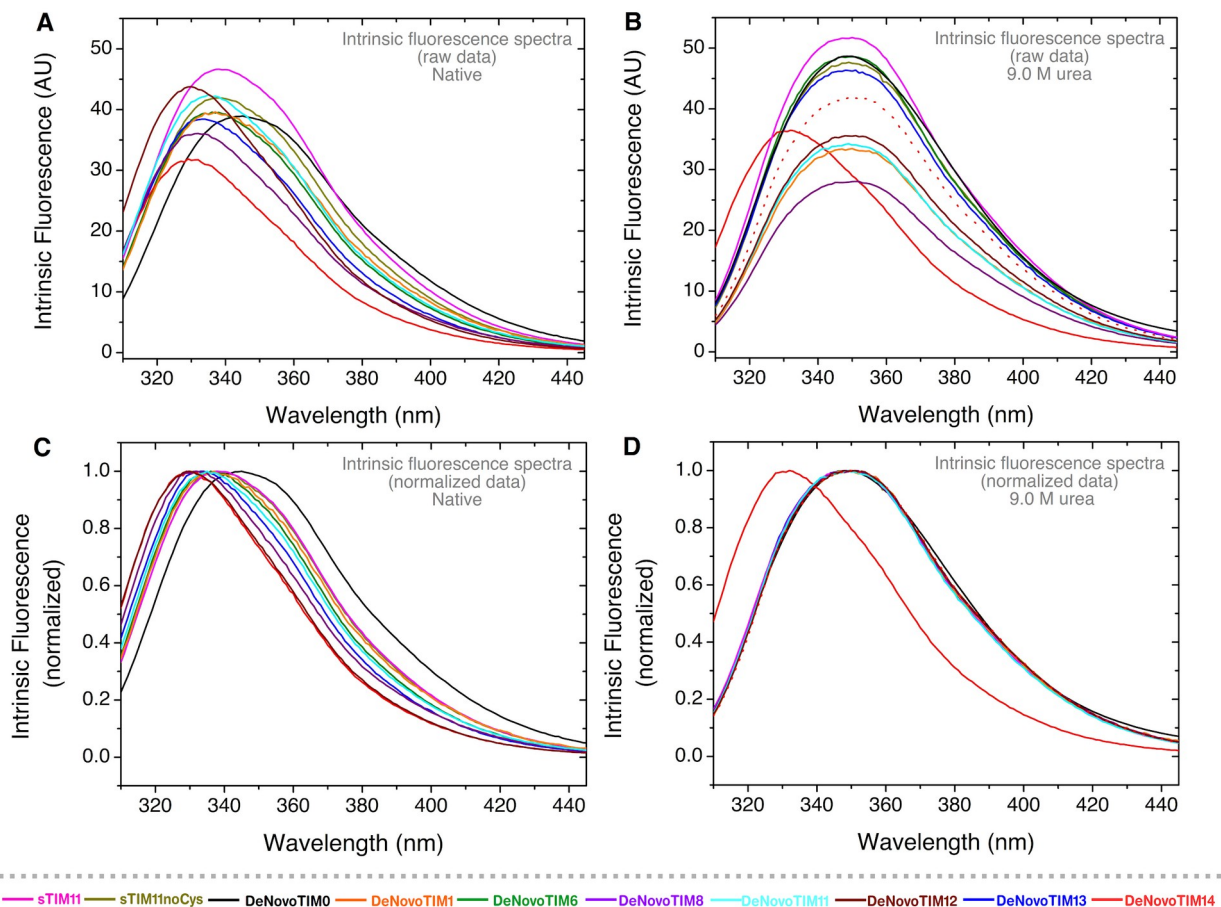 A
Intrinsic fluorescence spectra
(raw data)
Native
50
40
30
20
10
0
Intrinsic Fluorescence (AU)
320 340 360 380 400 420 440
Wavelength (nm)
B
Intrinsic fluorescence spectra
(raw data)
9.0 M urea
50
40
30
20
10
0
Intrinsic Fluorescence (AU)
320 340 360 380 400 420 440
Wavelength (nm)
C
Intrinsic fluorescence spectra
(normalized data)
Native
1.0
0.8
0.6
0.4
0.2
0.0
Intrinsic Fluorescence
(normalized)
320 340 360 380 400 420 440
Wavelength (nm)
D
Intrinsic fluorescence spectra
(normalized data)
9.0 M urea
1.0
0.8
0.6
0.4
0.2
0.0
Intrinsic Fluorescence
(normalized)
320 340 360 380 400 420 440
Wavelength (nm)
sTIM11 sTIM11noCys DeNovoTIM0 DeNovoTIM1 DeNovoTIM6 DeNovoTIM8 DeNovoTIM11 DeNovoTIM12 DeNovoTIM13 DeNovoTIM14